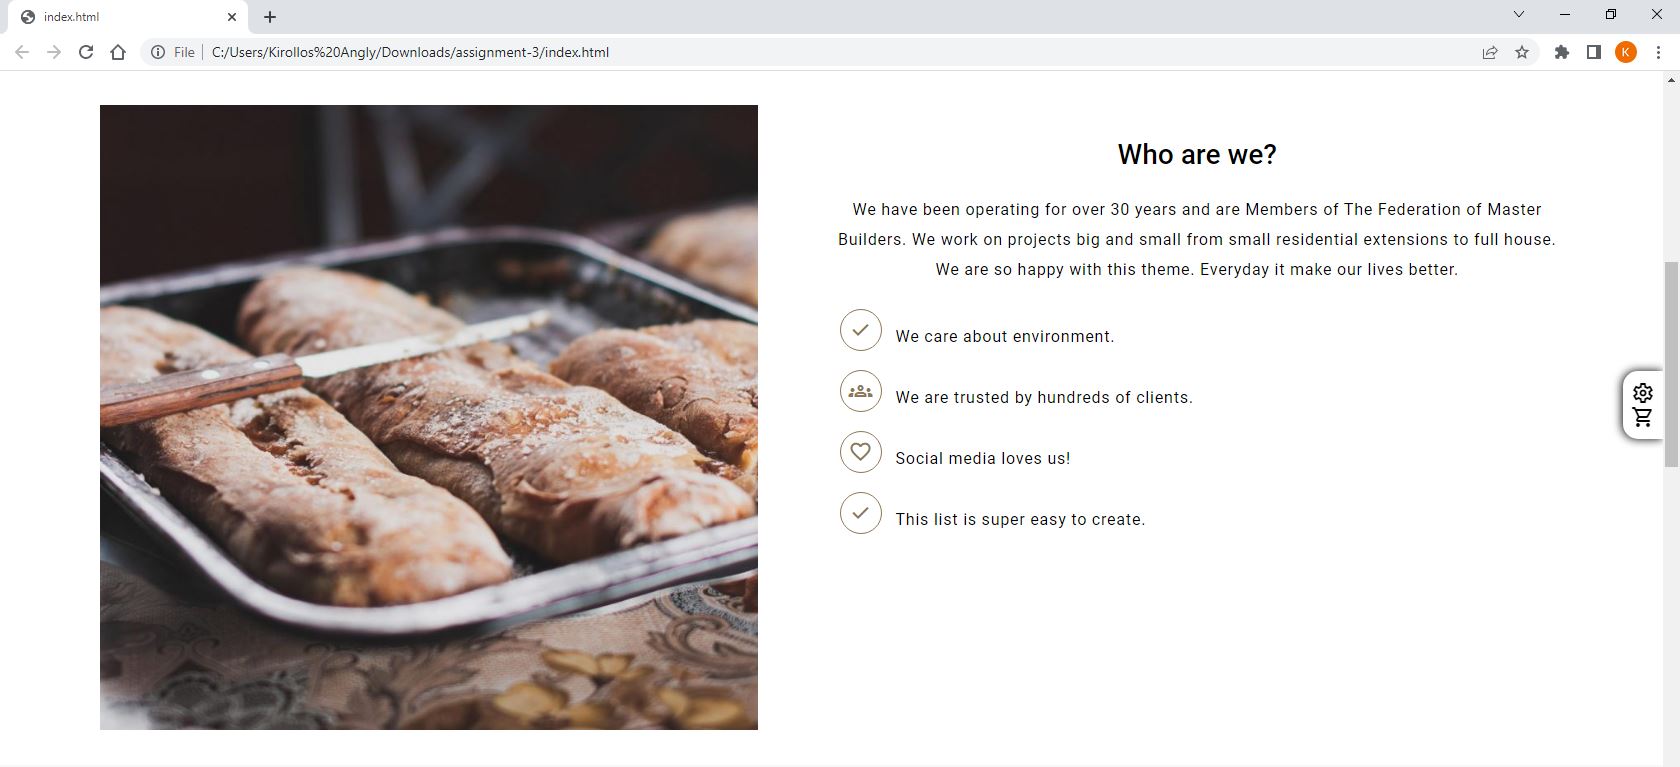 index.html
File
C:/Users/Kirollos%20Angly/Downloads/assignment-3/index.html
K
Who are we?
We have been operating for over 30 years and are Members of The Federation of Master
Builders. We work on projects big and small from small residential extensions to full house.
We are so happy with this theme. Everyday it make our lives better.
We care about environment.
We are trusted by hundreds of clients.
Social media loves us!
This list is super easy to create.